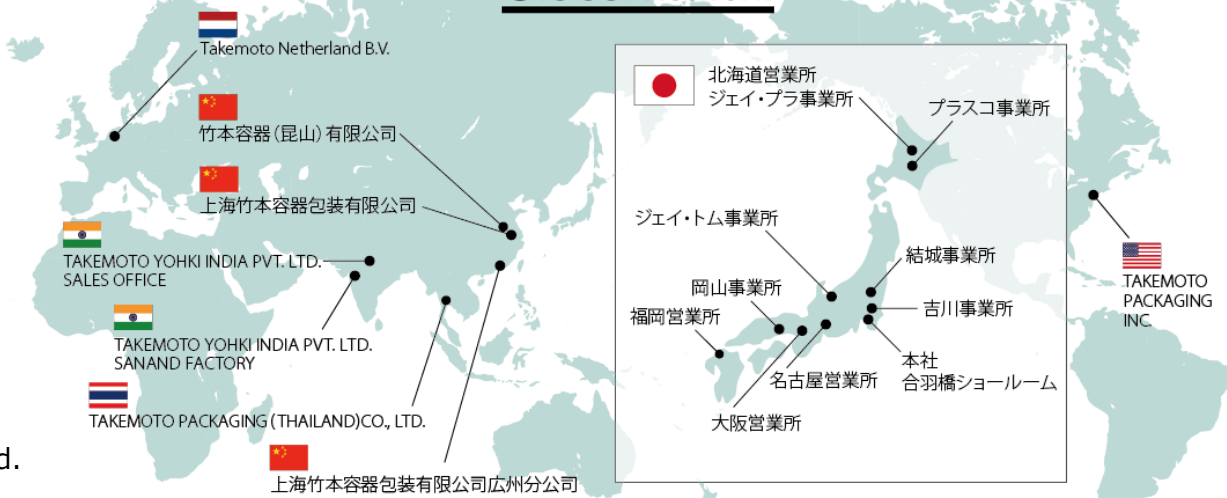 Takemoto Netherland B.V.
竹本容器（昆山）有限公司
上海竹本容器包装有限公司
TAKEMOTO YOHKI INDIA PVT. LTD.
SALES OFFICE
TAKEMOTO YOHKI INDIA PVT. LTD.
SANAND FACTORY
TAKEMOTO PACKAGING (THAILAND)CO., LTD.
d.
上海竹本容器包装有限公司広州分公司
北海道営業所
ジェイ・プラ事業所
プラスコ事業所
ジェイ・トム事業所
結城事業所
岡山事業所
吉川事業所
福岡営業所
本社
合羽橋ショールーム
名古屋営業所
大阪営業所
TAKEMOTO
PACKAGING
INC.